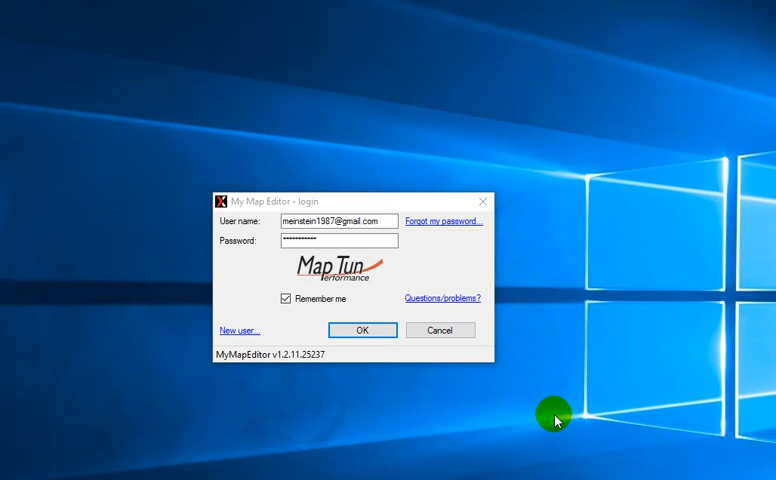 My Map Editor - login
User name: meinstein1987@gmail.com Forgot my password...
Password: -----------
Map Tun
Performance
Remember me Questions/problems?
New user... OK Cancel
MyMapEditor v1.2.11.25237